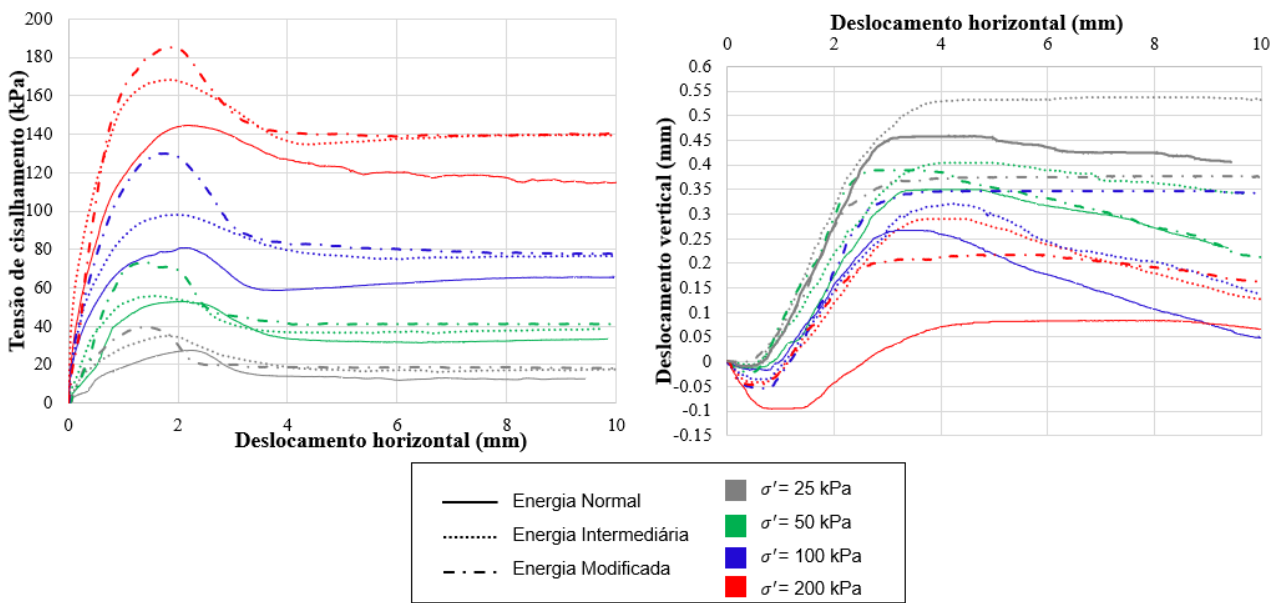 200
180
160
140
120
100
80
60
40
20
0
Tensão de cisalhamento (kPa)
0 2 4 6 8 10
Deslocamento horizontal (mm)
Deslocamento horizontal (mm)
0 2 4 6 8 10
0.6
0.55
0.5
0.45
0.4
0.35
0.3
0.25
0.2
0.15
0.1
0.05
0
-0.05
-0.1
-0.15
Deslocamento vertical (mm)
Energia Normal
Energia Intermediária
Energia Modificada
σ′= 25 kPa
σ′= 50 kPa
σ′= 100 kPa
σ′= 200 kPa